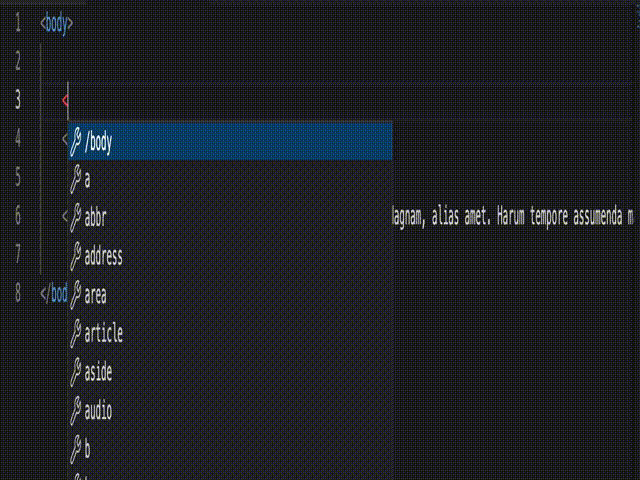 1 <body>
2
3 <
4 <
/body
5 a
6 < abbr lagnam, alias amet. Harum tempore assumenda m
7 address
8 </bod area
article
aside
audio
b